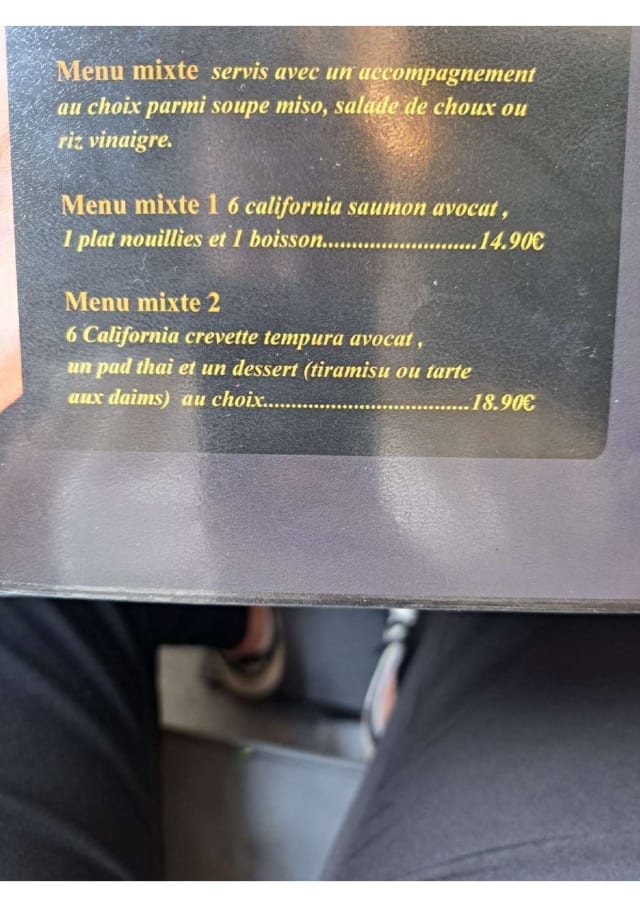 Menu mixte servis avec un accompagnement
au choix parmi soupe miso, salade de choux ou
riz vinaigre.
Menu mixte 1 6 california saumon avocat ,
1 plat nouillies et 1 boisson..........................14.90€
Menu mixte 2
6 California crevette tempura avocat ,
un pad thai et un dessert (tiramisu ou tarte
aux daims) au choix...................................18.90€